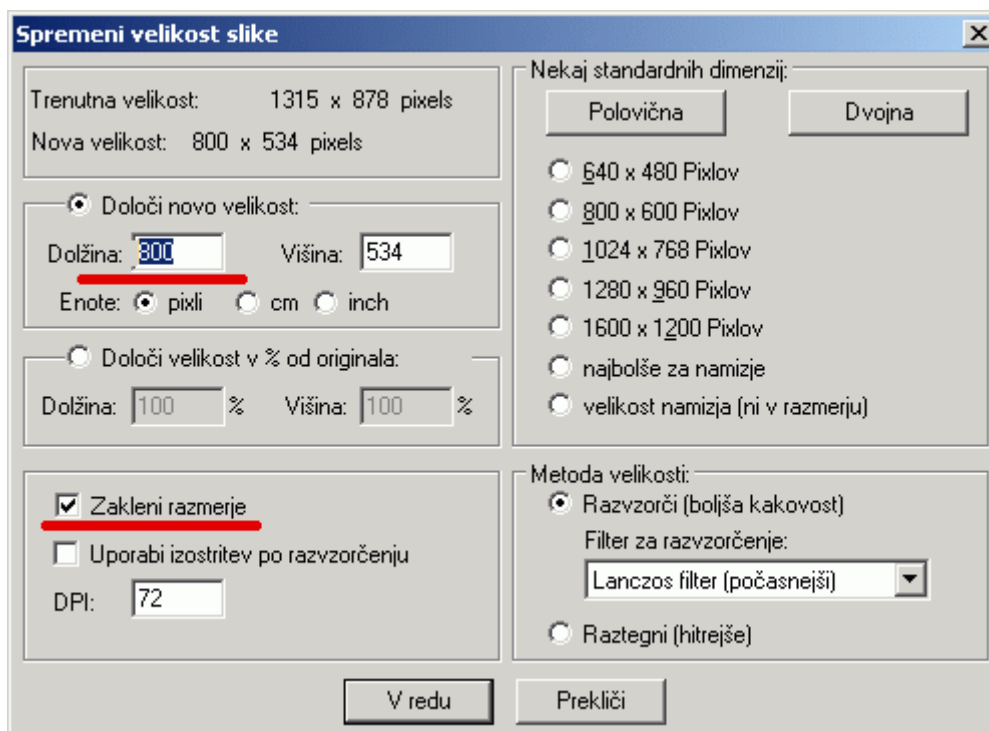 Spremeni velikost slike
Trenutna velikost: 1315 x 878 pixels
Nova velikost: 800 x 534 pixels
Določi novo velikost:
Dolžina: 800 Višina: 534
Enote: pixli cm inch
Določi velikost v % od originala:
Dolžina: 100 % Višina: 100 %
Zakleni razmerje
Uporabi izostritev po razvzorčenju
DPI: 72
Nekaj standardnih dimenzij:
Polovična Dvojna
640 x 480 Pixlov
800 x 600 Pixlov
1024 x 768 Pixlov
1280 x 960 Pixlov
1600 x 1200 Pixlov
najbolše za namizje
velikost namizja (ni v razmerju)
Metoda velikosti:
Razvzorči (boljša kakovost)
Filter za razvzorčenje:
Lanczos filter (počasnejši)
Raztegni (hitrejše)
V redu Prekliči